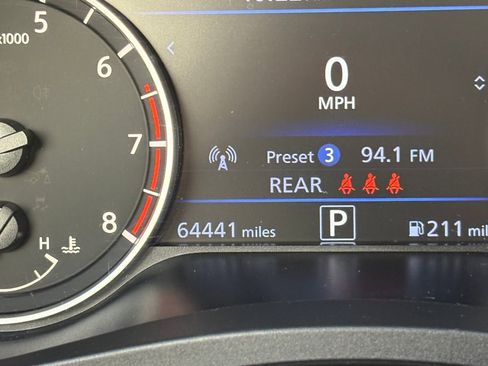 5
x1000
6
7
8
H
0
MPH
Preset 3 94.1 FM
REAR
64441 miles P 211 mil